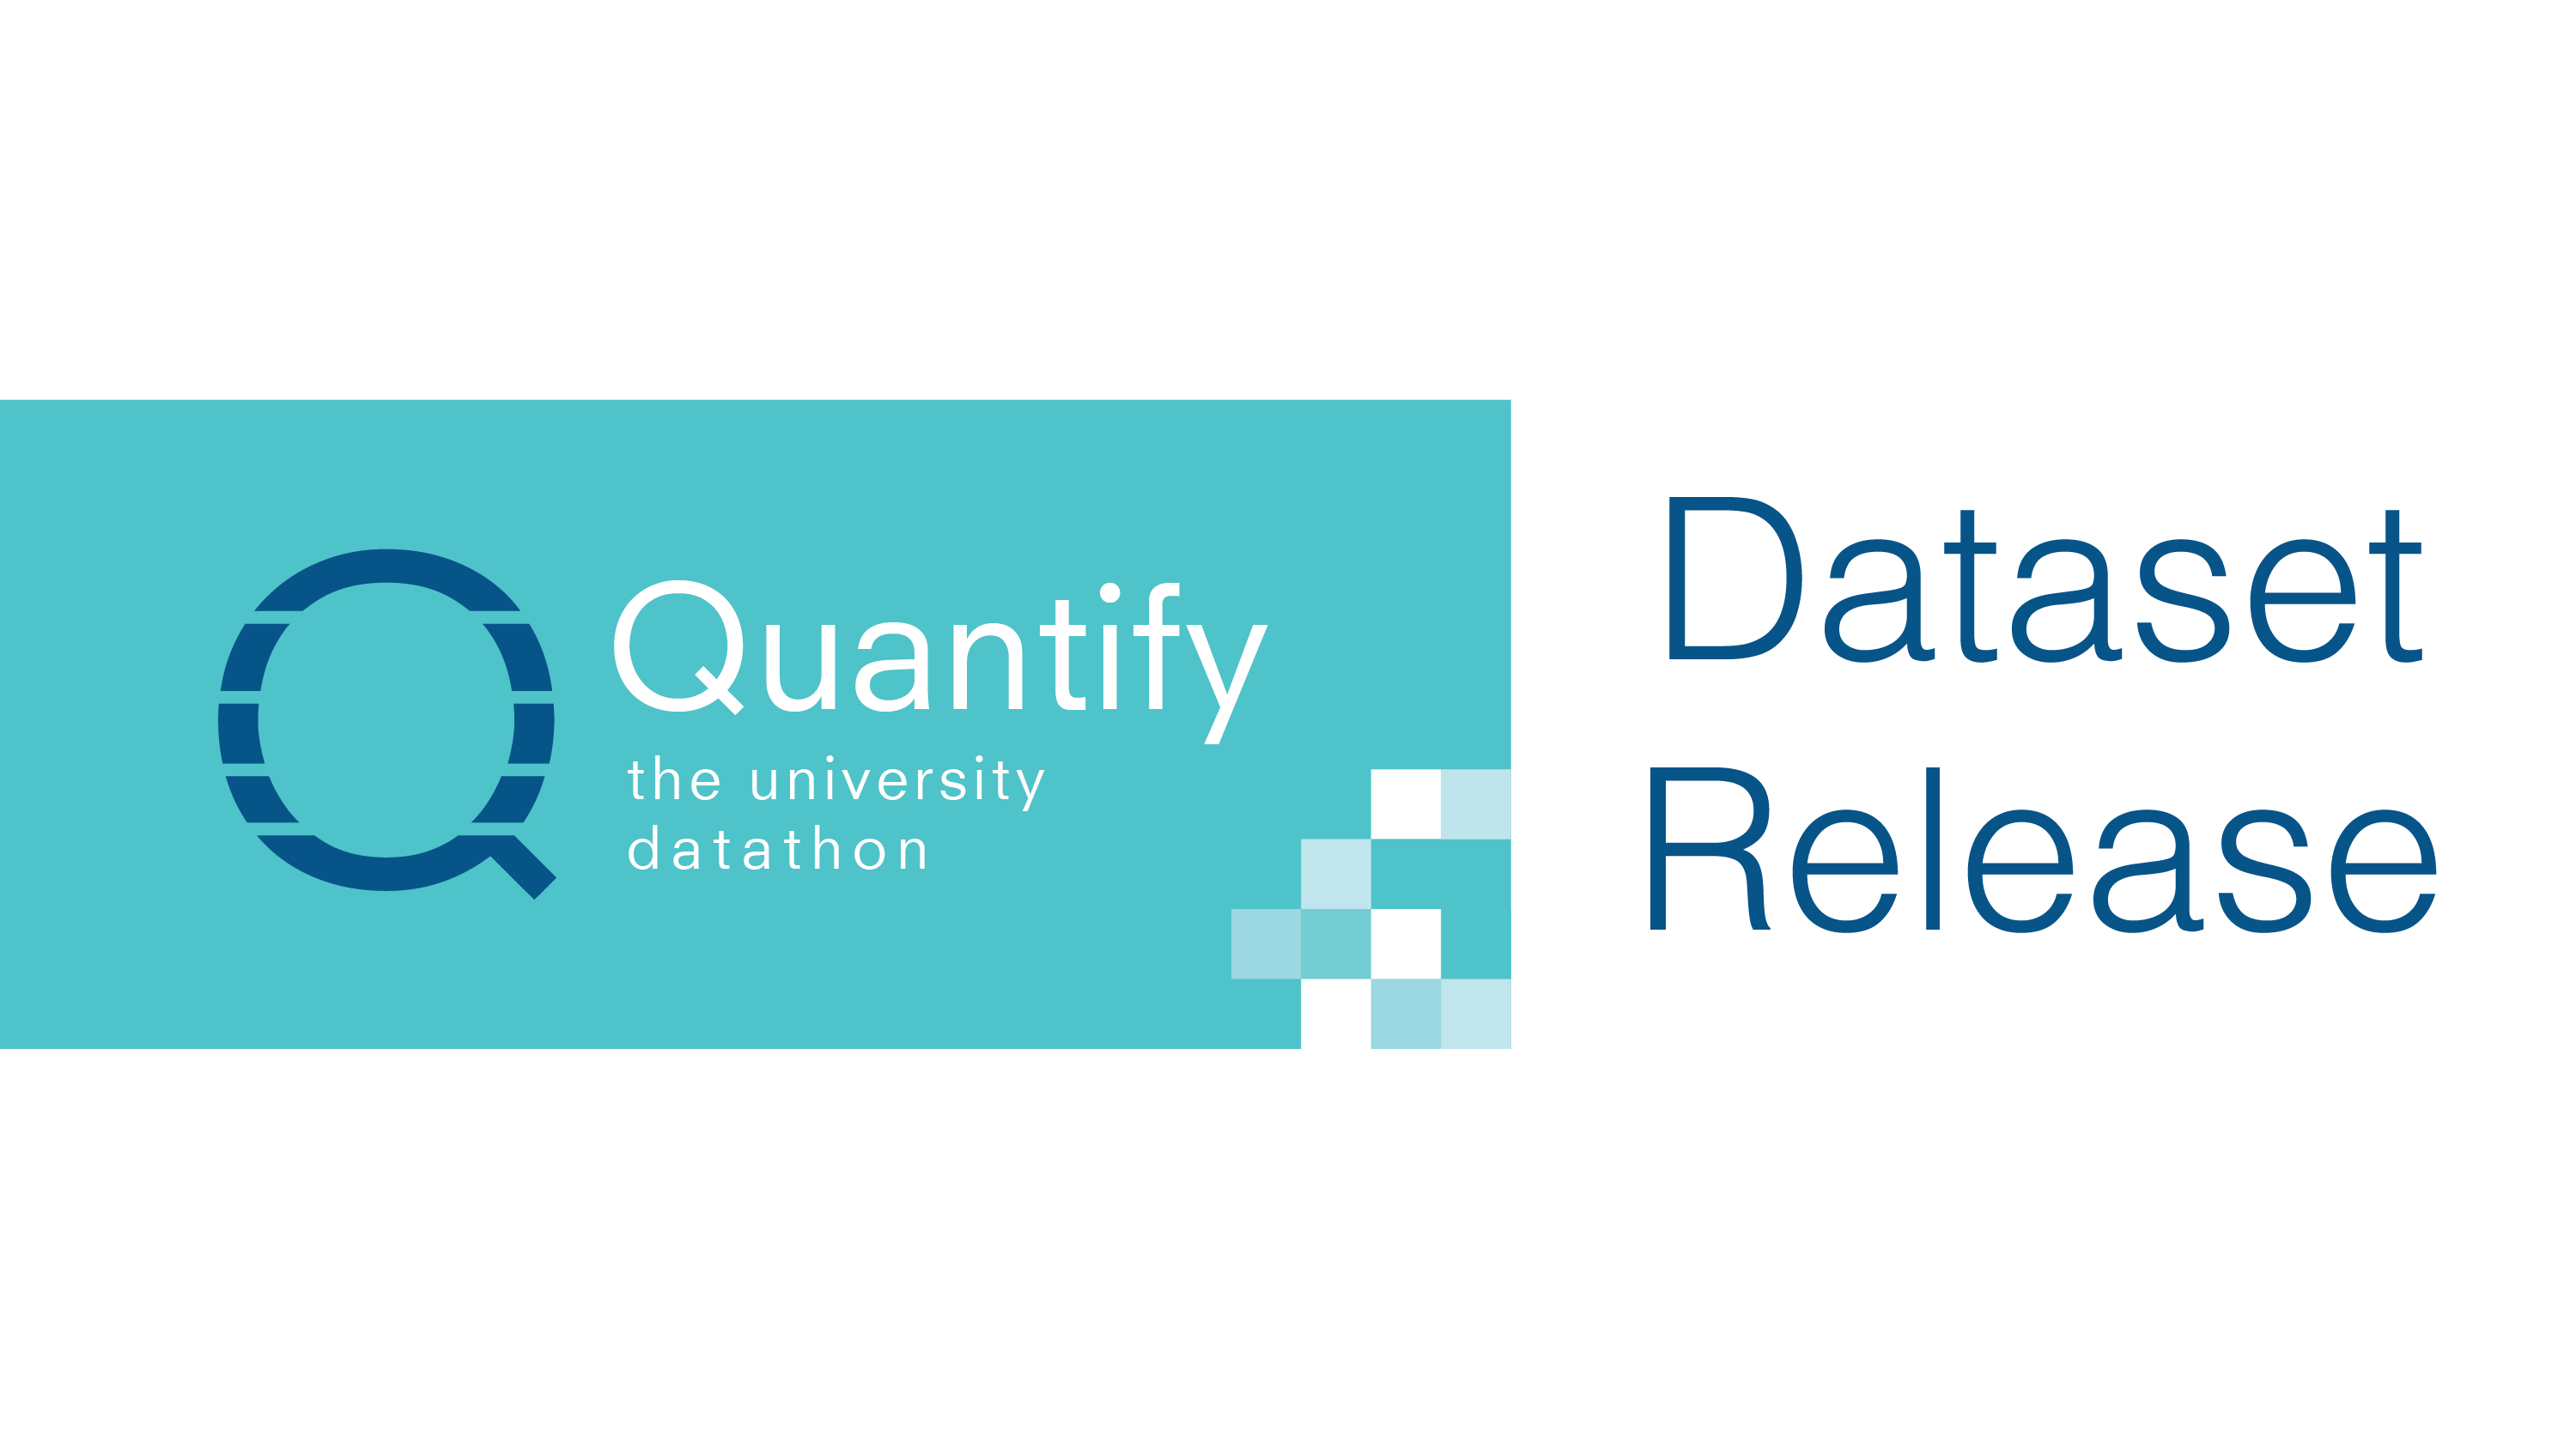 Quantify
the university
datathon
Dataset
Release